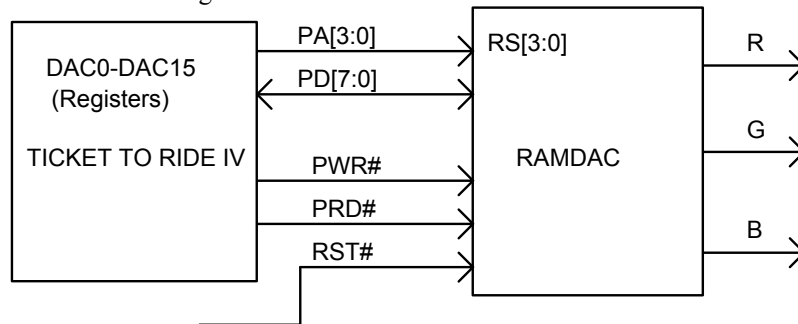 PA[3:0]
RS[3:0]
R
DAC0-DAC15
(Registers)
PD[7:0]
G
TICKET TO RIDE IV
RAMDAC
PWR#
PRD#
B
RST#